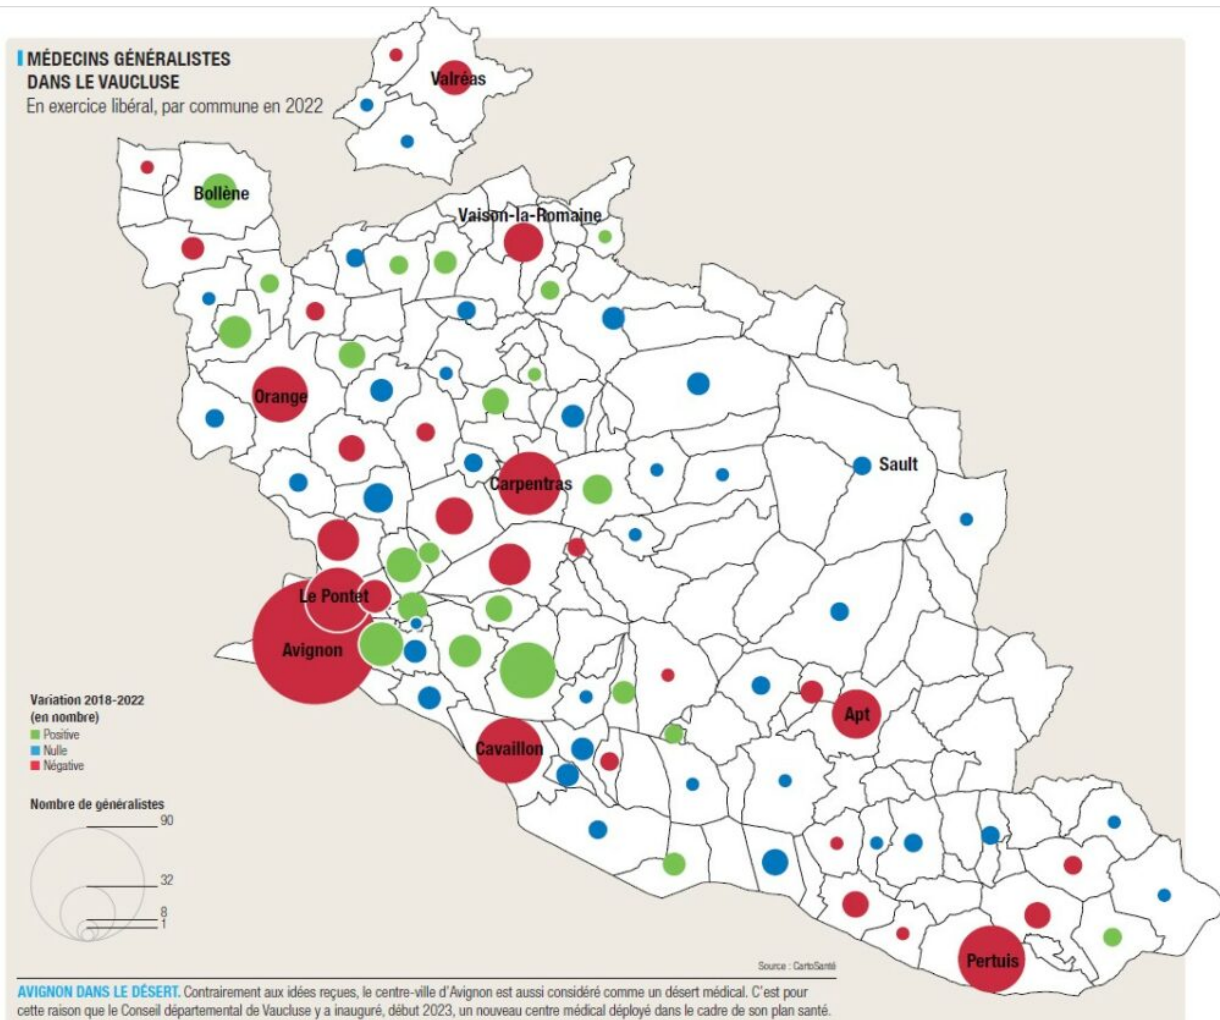 MÉDECINS GÉNÉRALISTES
DANS LE VAUCLUSE
En exercice libéral, par commune en 2022
Valréas
Bollène
Vaison-la-Romaine
Orange
Carpentras
Sault
Le Pontet
Avignon
Apt
Cavaillon
Pertuis
Variation 2018-2022
(en nombre)
Positive
Nulle
Négative
Nombre de généralistes
90
32
8
1
Source : CartoSanté
AVIGNON DANS LE DÉSERT. Contrairement aux idées reçues, le centre-ville d'Avignon est aussi considéré comme un désert médical. C'est pour
cette raison que le Conseil départemental de Vaucluse y a inauguré, début 2023, un nouveau centre médical déployé dans le cadre de son plan santé.